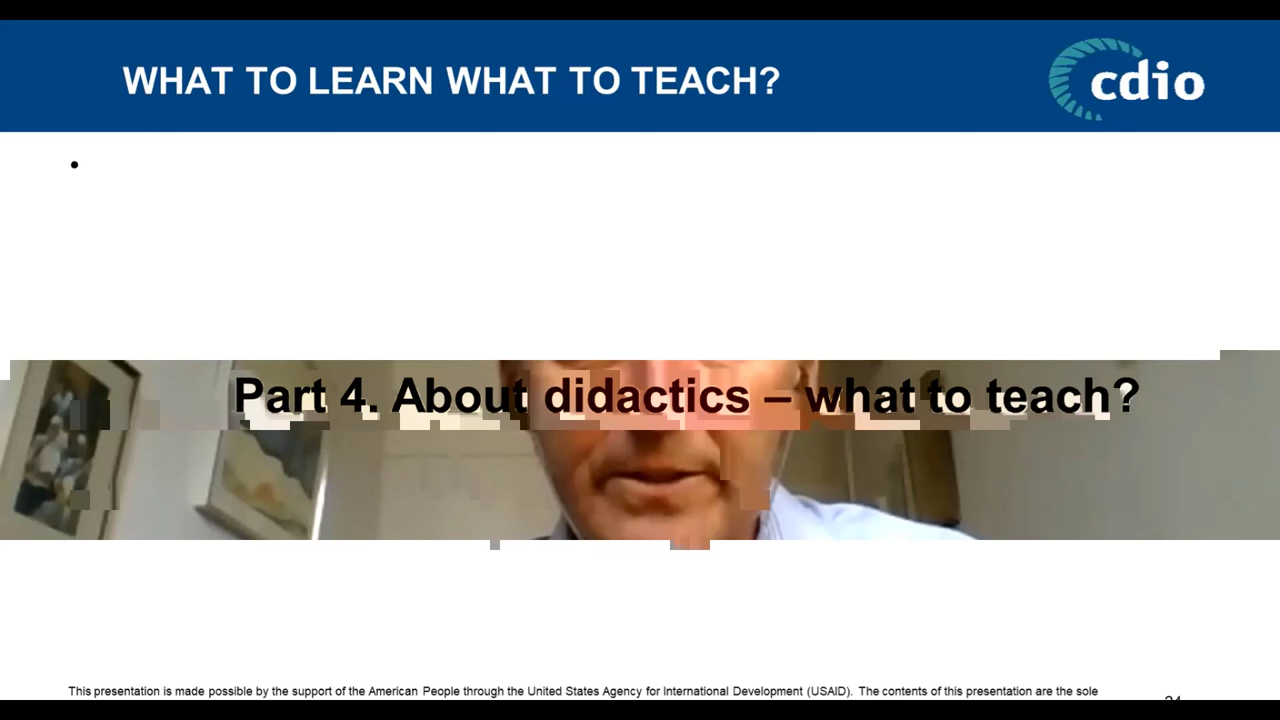 WHAT TO LEARN WHAT TO TEACH?
cdio
•
Part 4. About didactics – what to teach?
This presentation is made possible by the support of the American People through the United States Agency for International Development (USAID). The contents of this presentation are the sole